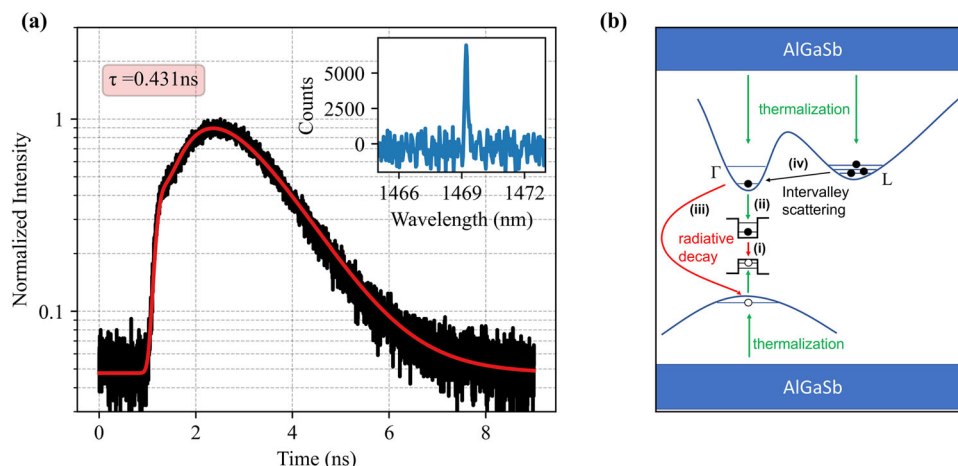 (a)
τ =0.431ns
Normalized Intensity
1
0.1
0
2
4
6
8
Time (ns)
Counts
5000
2500
0
1466
1469
1472
Wavelength (nm)
(b)
AlGaSb
thermalization
Γ
(iv)
L
Intervalley
scattering
(iii)
(ii)
radiative
decay
(i)
thermalization
AlGaSb